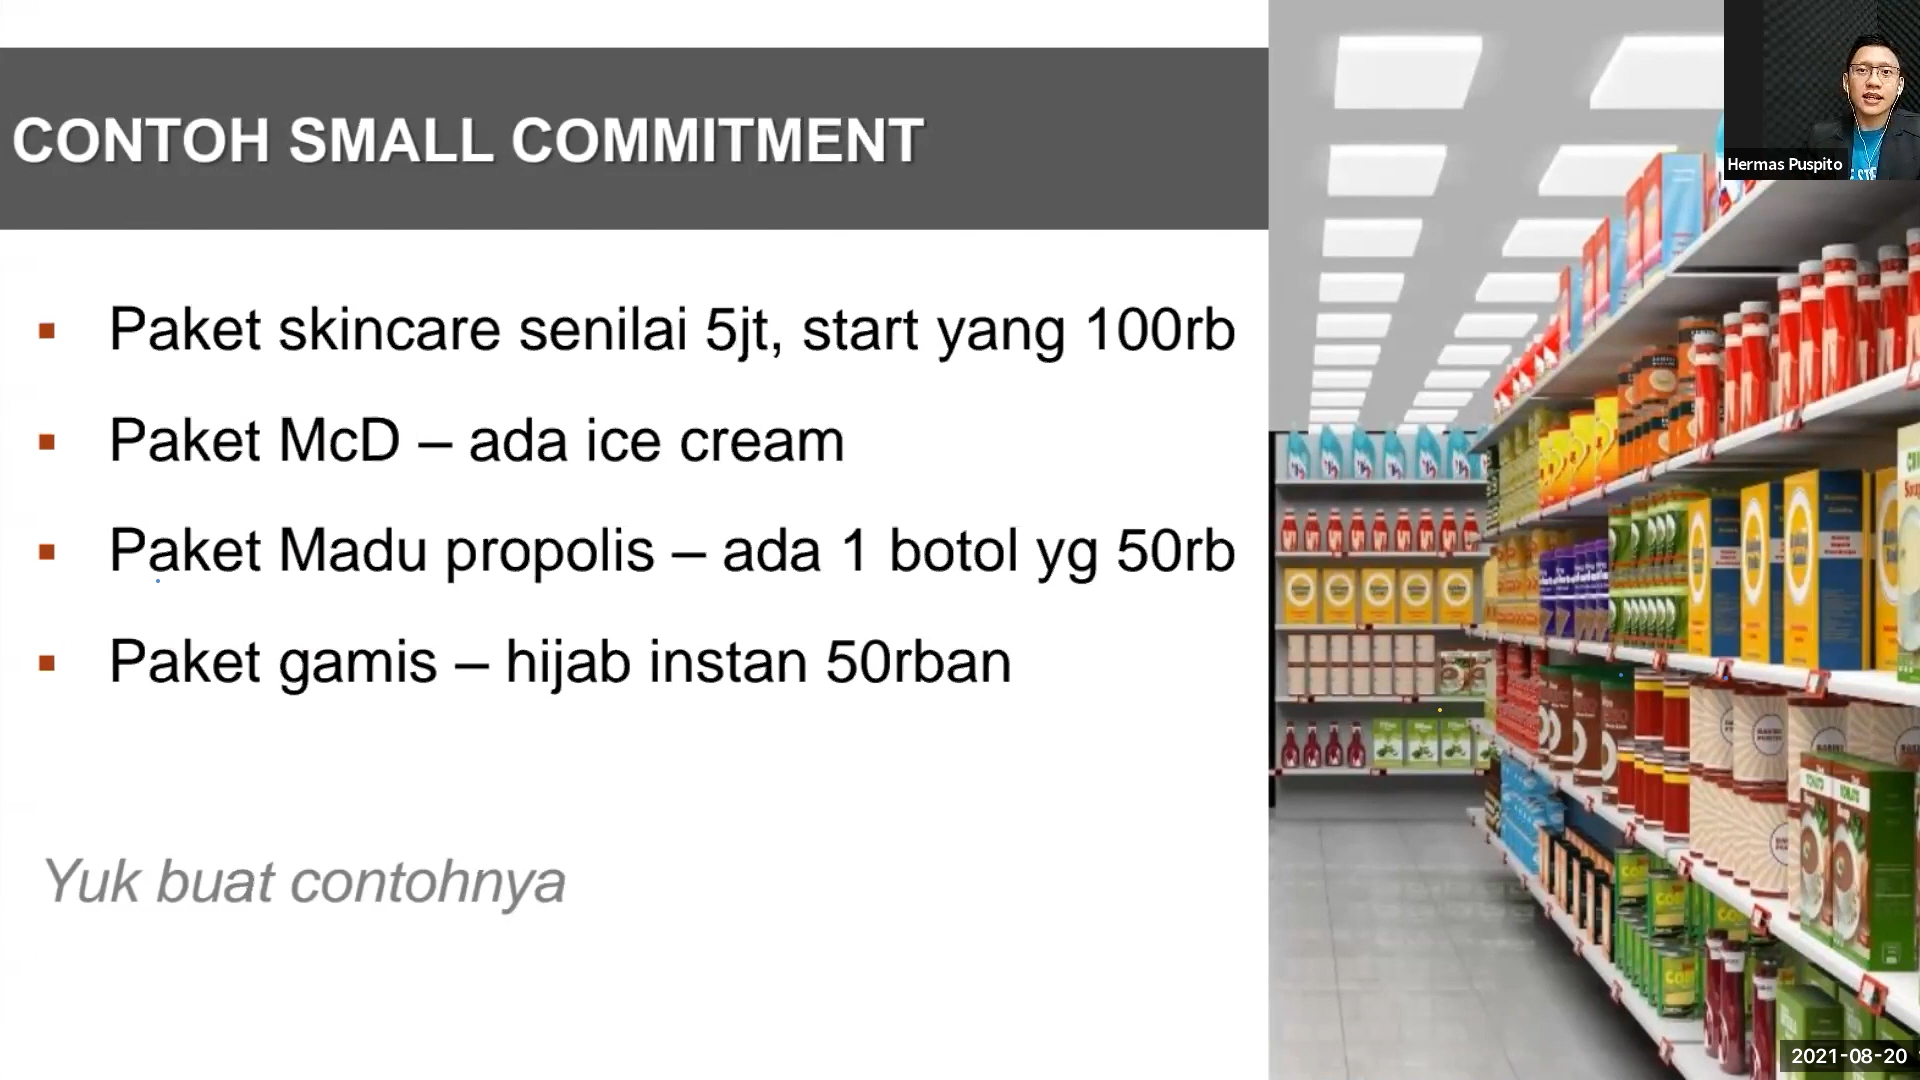 CONTOH SMALL COMMITMENT
Hermas Puspito
Paket skincare senilai 5jt, start yang 100rb
Paket McD – ada ice cream
Paket Madu propolis – ada 1 botol yg 50rb
Paket gamis – hijab instan 50rban
Yuk buat contohnya
2021-08-20